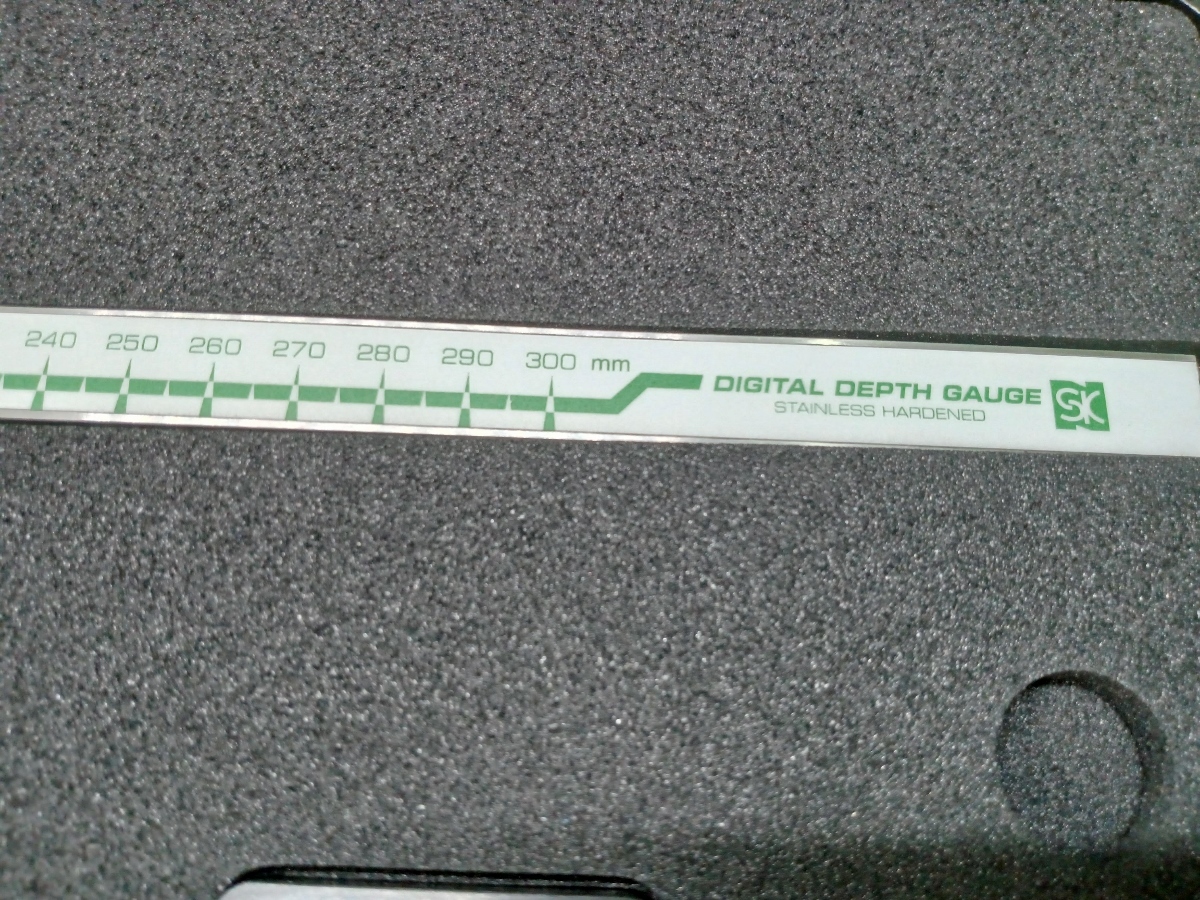 240 250 260 270 280 290 300 mm
DIGITAL DEPTH GAUGE
STAINLESS HARDENED
SK